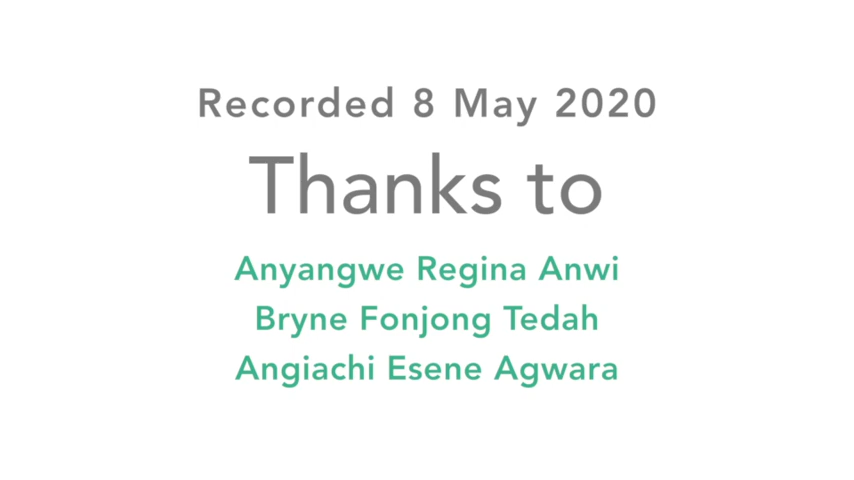 Recorded 8 May 2020
Thanks to
Anyangwe Regina Anwi
Bryne Fonjong Tedah
Angiachi Esene Agwara